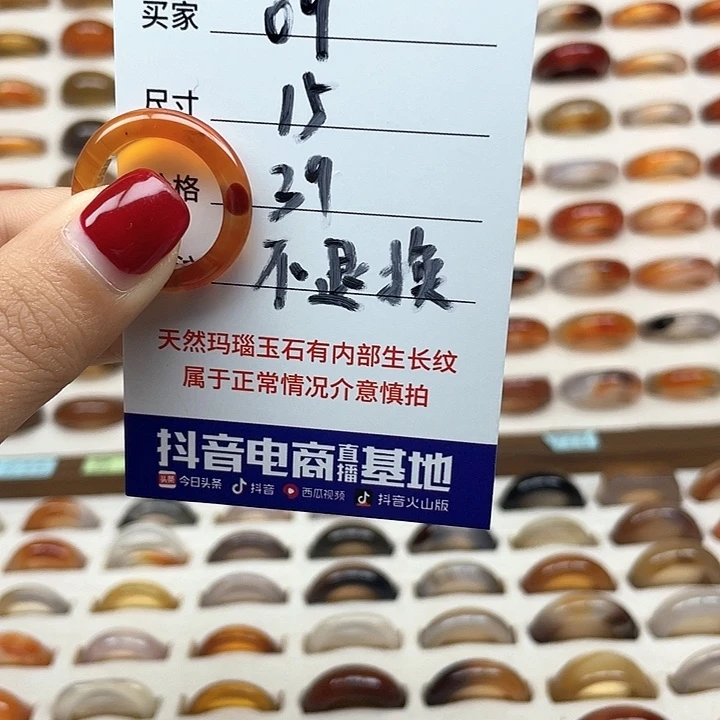 买家 09
尺寸 15
格 39
不退换
天然玛瑙玉石有内部生长纹
属于正常情况介意慎拍
抖音电商直播基地
头条 今日头条 抖音 西瓜视频 抖音火山版